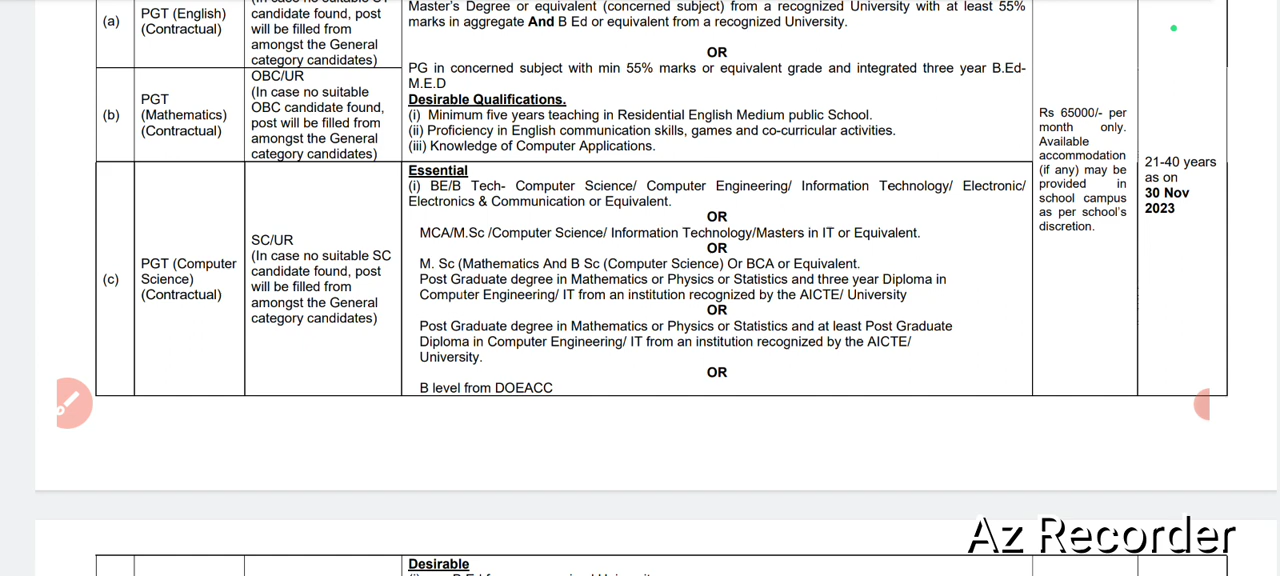 (a)
PGT (English)
(Contractual)
candidate found, post
will be filled from
amongst the General
category candidates)
Master's Degree or equivalent (concerned subject) from a recognized University with at least 55%
marks in aggregate And B Ed or equivalent from a recognized University.
OR
PG in concerned subject with min 55% marks or equivalent grade and integrated three year B.Ed-
M.E.D
Desirable Qualifications.
(i) Minimum five years teaching in Residential English Medium public School.
(ii) Proficiency in English communication skills, games and co-curricular activities.
(iii) Knowledge of Computer Applications.
(b)
PGT
(Mathematics)
(Contractual)
OBC/UR
(In case no suitable
OBC candidate found,
post will be filled from
amongst the General
category candidates)
(c)
PGT (Computer
Science)
(Contractual)
SC/UR
(In case no suitable SC
candidate found, post
will be filled from
amongst the General
category candidates)
Essential
(i) BE/B Tech- Computer Science/ Computer Engineering/ Information Technology/ Electronic/
Electronics & Communication or Equivalent.
OR
MCA/M.Sc /Computer Science/ Information Technology/Masters in IT or Equivalent.
OR
M. Sc (Mathematics And B Sc (Computer Science) Or BCA or Equivalent.
Post Graduate degree in Mathematics or Physics or Statistics and three year Diploma in
Computer Engineering/ IT from an institution recognized by the AICTE/ University
OR
Post Graduate degree in Mathematics or Physics or Statistics and at least Post Graduate
Diploma in Computer Engineering/ IT from an institution recognized by the AICTE/
University.
OR
B level from DOEACC
Rs 65000/- per
month only.
Available
accommodation
(if any) may be
provided in
school campus
as per school's
discretion.
21-40 years
as on
30 Nov
2023
Az Recorder
Desirable